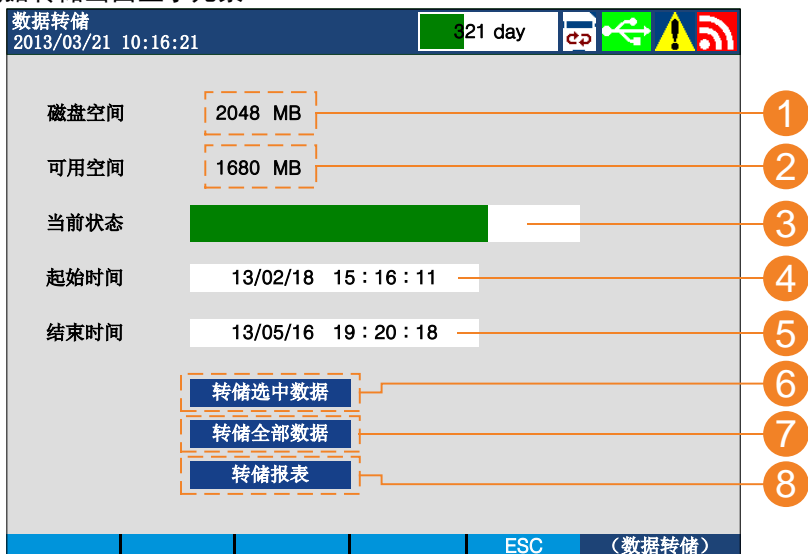 数据转储
2013/03/21 10:16:21
321 day
磁盘空间 2048 MB
1
可用空间 1680 MB
2
当前状态
3
起始时间 13/02/18 15:16:11
4
结束时间 13/05/16 19:20:18
5
转储选中数据
6
转储全部数据
7
转储报表
8
ESC （数据转储）